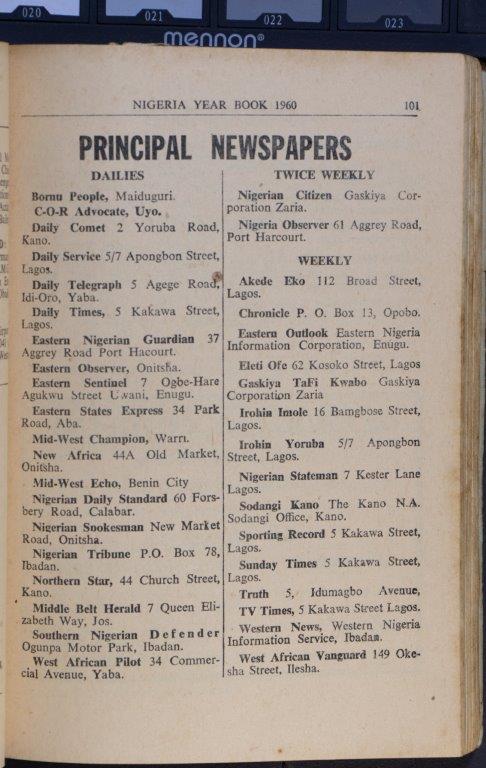 020
021
022
023
mennon®
NIGERIA YEAR BOOK 1960 101
PRINCIPAL NEWSPAPERS
DAILIES
Bornu People, Maiduguri.
C-O-R Advocate, Uyo.
Daily Comet 2 Yoruba Road,
Kano.
Daily Service 5/7 Apongbon Street,
Lagos.
Daily Telegraph 5 Agege Road,
Idi-Oro, Yaba.
Daily Times, 5 Kakawa Street,
Lagos.
Eastern Nigerian Guardian 37
Aggrey Road Port Hacourt.
Eastern Observer, Onitsha.
Eastern Sentinel 7 Ogbe-Hare
Agukwu Street Uwani, Enugu.
Eastern States Express 34 Park
Road, Aba.
Mid-West Champion, Warri.
New Africa 44A Old Market,
Onitsha.
Mid-West Echo, Benin City
Nigerian Daily Standard 60 Fors-
bery Road, Calabar.
Nigerian Spokesman New Market
Road, Onitsha.
Nigerian Tribune P.O. Box 78,
Ibadan.
Northern Star, 44 Church Street,
Kano.
Middle Belt Herald 7 Queen Eli-
zabeth Way, Jos.
Southern Nigerian Defender
Ogunpa Motor Park, Ibadan.
West African Pilot 34 Commer-
cial Avenue, Yaba.
TWICE WEEKLY
Nigerian Citizen Gaskiya Cor-
poration Zaria.
Nigeria Observer 61 Aggrey Road,
Port Harcourt.
WEEKLY
Akede Eko 112 Broad Street,
Lagos.
Chronicle P. O. Box 13, Opobo.
Eastern Outlook Eastern Nigeria
Information Corporation, Enugu.
Eleti Ofe 62 Kosoko Street, Lagos
Gaskiya TaFi Kwabo Gaskiya
Corporation Zaria
Irohin Imole 16 Bamgbose Street,
Lagos.
Irohin Yoruba 5/7 Apongbon
Street, Lagos.
Nigerian Stateman 7 Kester Lane
Lagos.
Sodangi Kano The Kano N.A.
Sodangi Office, Kano.
Sporting Record 5 Kakawa Street,
Lagos.
Sunday Times 5 Kakawa Street,
Lagos.
Truth 5, Idumagbo Avenue,
TV Times, 5 Kakawa Street Lagos.
Western News, Western Nigeria
Information Service, Ibadan.
West African Vanguard 149 Oke-
sha Street, Ilesha.